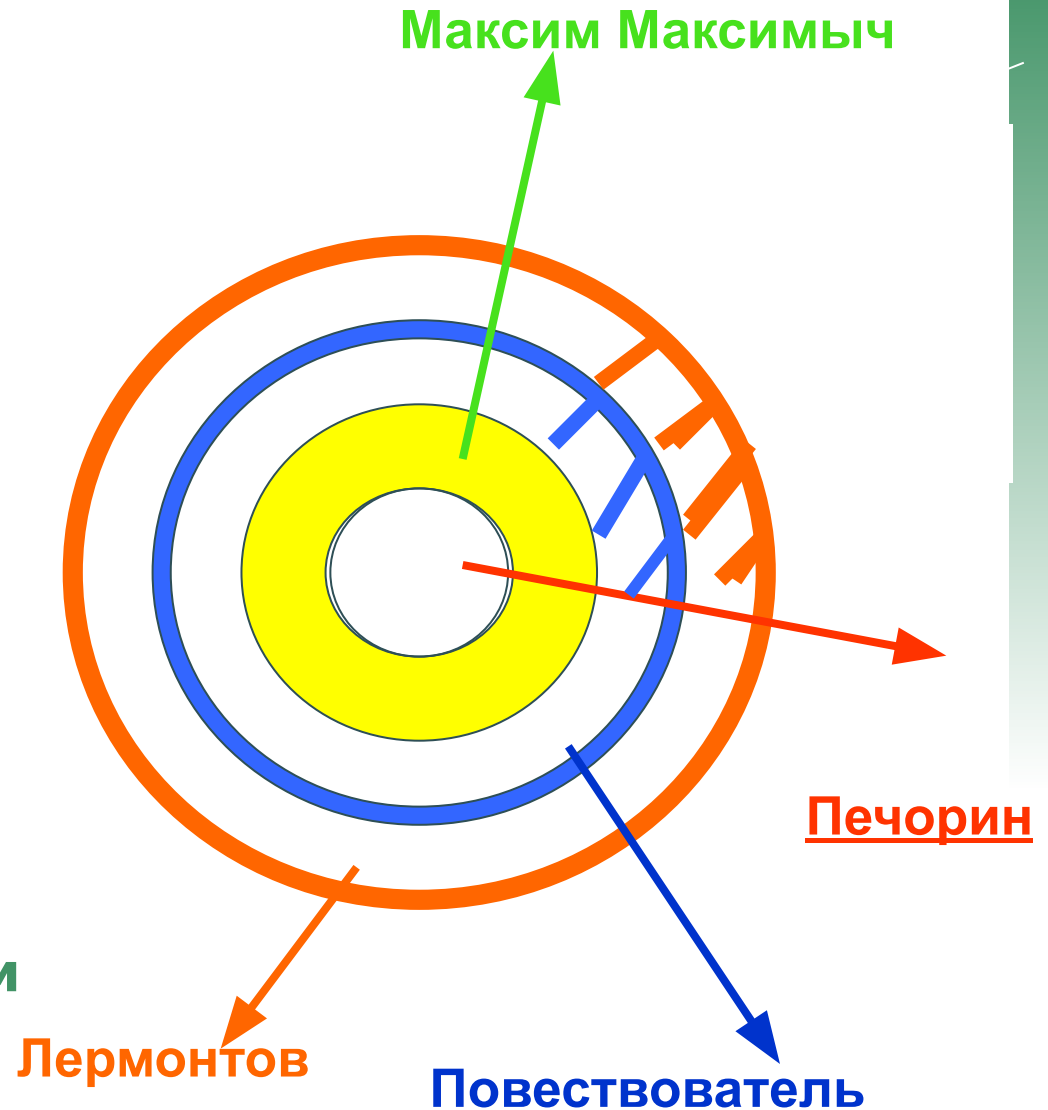 Максим Максимыч
Печорин
и
Лермонтов
Повествователь